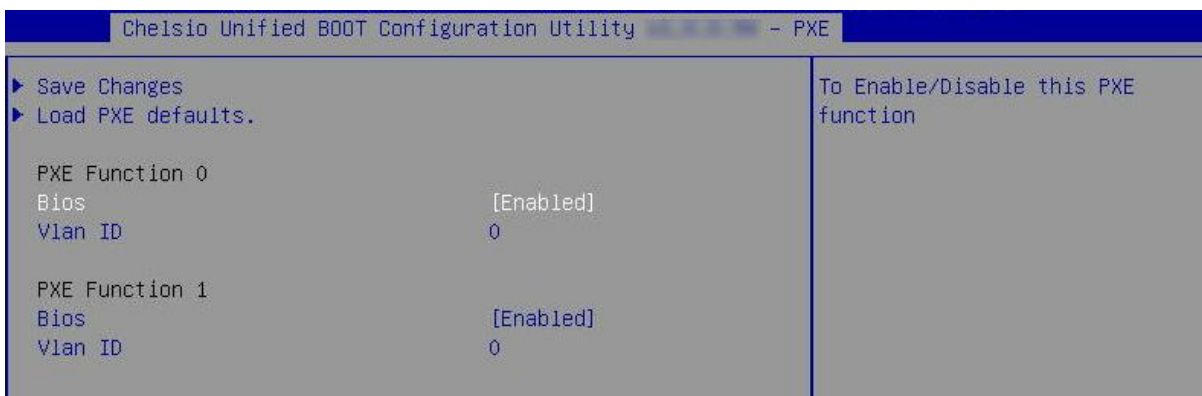 Chelsio Unified BOOT Configuration Utility - PXE
Save Changes
Load PXE defaults.
To Enable/Disable this PXE
function
PXE Function 0
Bios [Enabled]
Vlan ID 0
PXE Function 1
Bios [Enabled]
Vlan ID 0